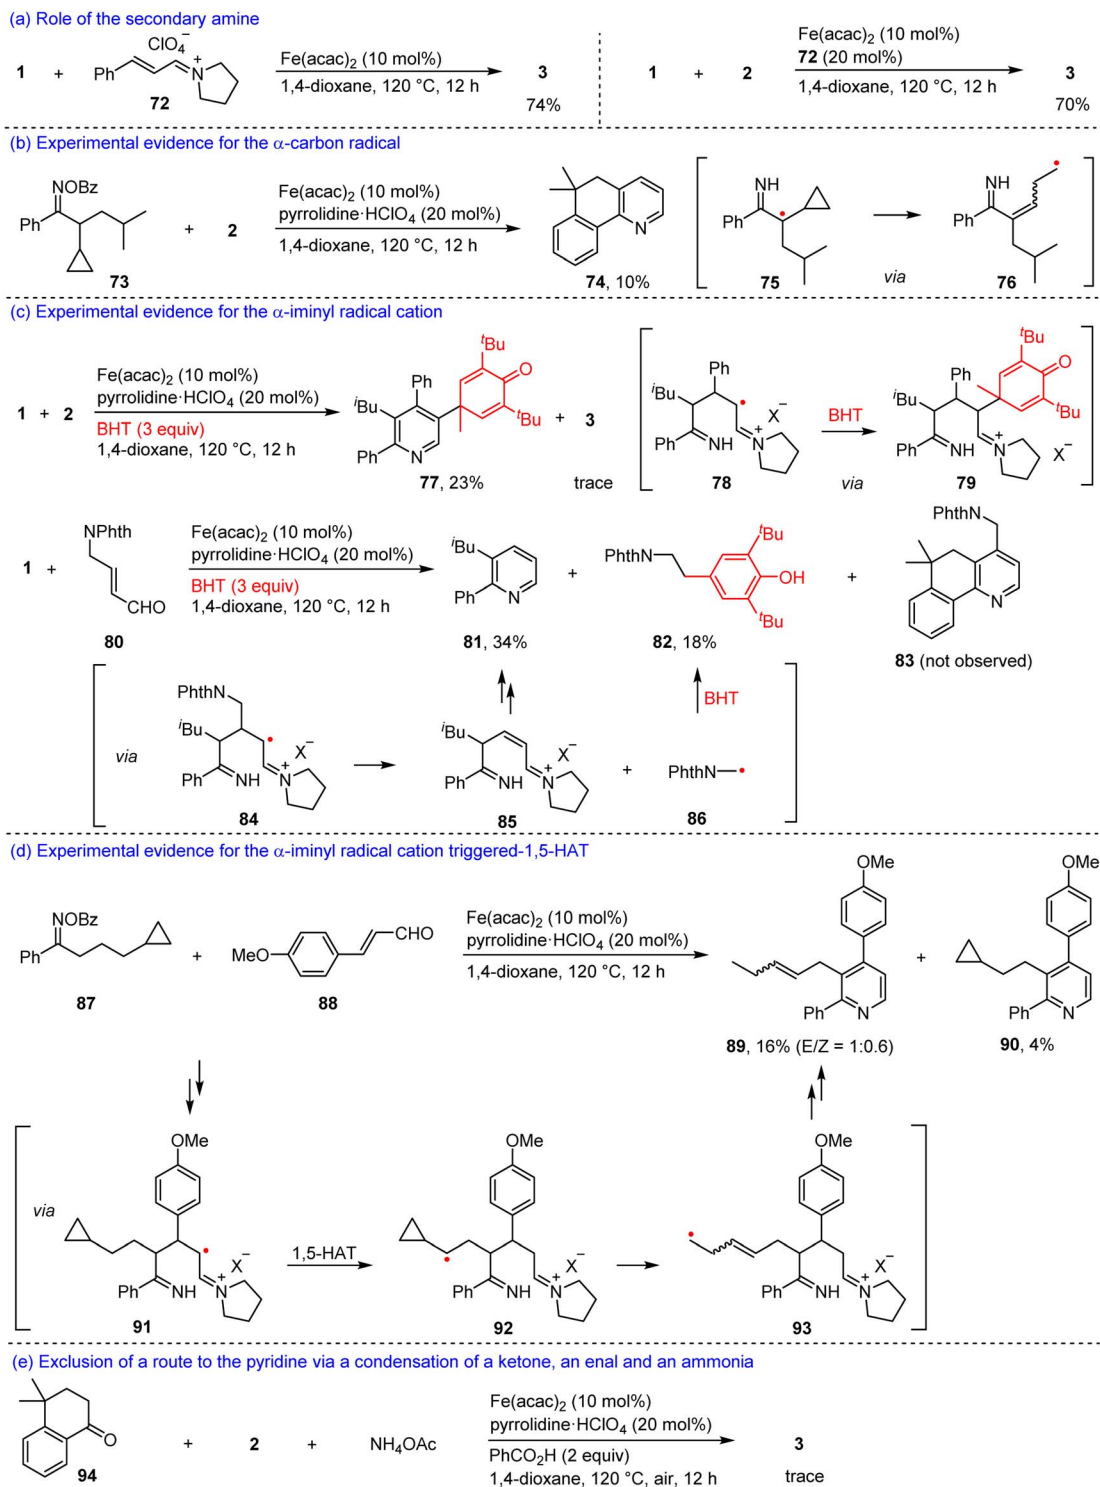 (a) Role of the secondary amine
1 + Ph ClO4− N+ 72
Fe(acac)2 (10 mol%)
1,4-dioxane, 120 °C, 12 h
3
74%
1 + 2
Fe(acac)2 (10 mol%)
72 (20 mol%)
1,4-dioxane, 120 °C, 12 h
3
70%
(b) Experimental evidence for the α-carbon radical
NOBz
Ph
73
+ 2
Fe(acac)2 (10 mol%)
pyrrolidine·HClO4 (20 mol%)
1,4-dioxane, 120 °C, 12 h
N
74, 10%
NH
Ph
75
via
NH
Ph
76
(c) Experimental evidence for the α-iminyl radical cation
1 + 2
Fe(acac)2 (10 mol%)
pyrrolidine·HClO4 (20 mol%)
BHT (3 equiv)
1,4-dioxane, 120 °C, 12 h
tBu
Ph
O
iBu
tBu
Ph
N
77, 23%
+ 3
trace
Ph
iBu
X−
Ph
NH
N+
78
BHT
via
tBu
Ph
O
iBu
tBu
Ph
NH
N+
X−
79
1 +
NPhth
CHO
80
Fe(acac)2 (10 mol%)
pyrrolidine·HClO4 (20 mol%)
BHT (3 equiv)
1,4-dioxane, 120 °C, 12 h
iBu
Ph
N
81, 34%
+
tBu
PhthN
OH
tBu
82, 18%
+
PhthN
N
83 (not observed)
via
PhthN
iBu
X−
Ph
NH
N+
84
iBu
X−
Ph
NH
N+
85
+
BHT
PhthN
86
(d) Experimental evidence for the α-iminyl radical cation triggered-1,5-HAT
NOBz
Ph
87
+
CHO
MeO
88
Fe(acac)2 (10 mol%)
pyrrolidine·HClO4 (20 mol%)
1,4-dioxane, 120 °C, 12 h
OMe
Ph
N
89, 16% (E/Z = 1:0.6)
+
OMe
Ph
N
90, 4%
via
OMe
X−
Ph
NH
N+
91
1,5-HAT
OMe
X−
Ph
NH
N+
92
OMe
X−
Ph
NH
N+
93
(e) Exclusion of a route to the pyridine via a condensation of a ketone, an enal and an ammonia
O
94
+ 2 + NH4OAc
Fe(acac)2 (10 mol%)
pyrrolidine·HClO4 (20 mol%)
PhCO2H (2 equiv)
1,4-dioxane, 120 °C, air, 12 h
3
trace